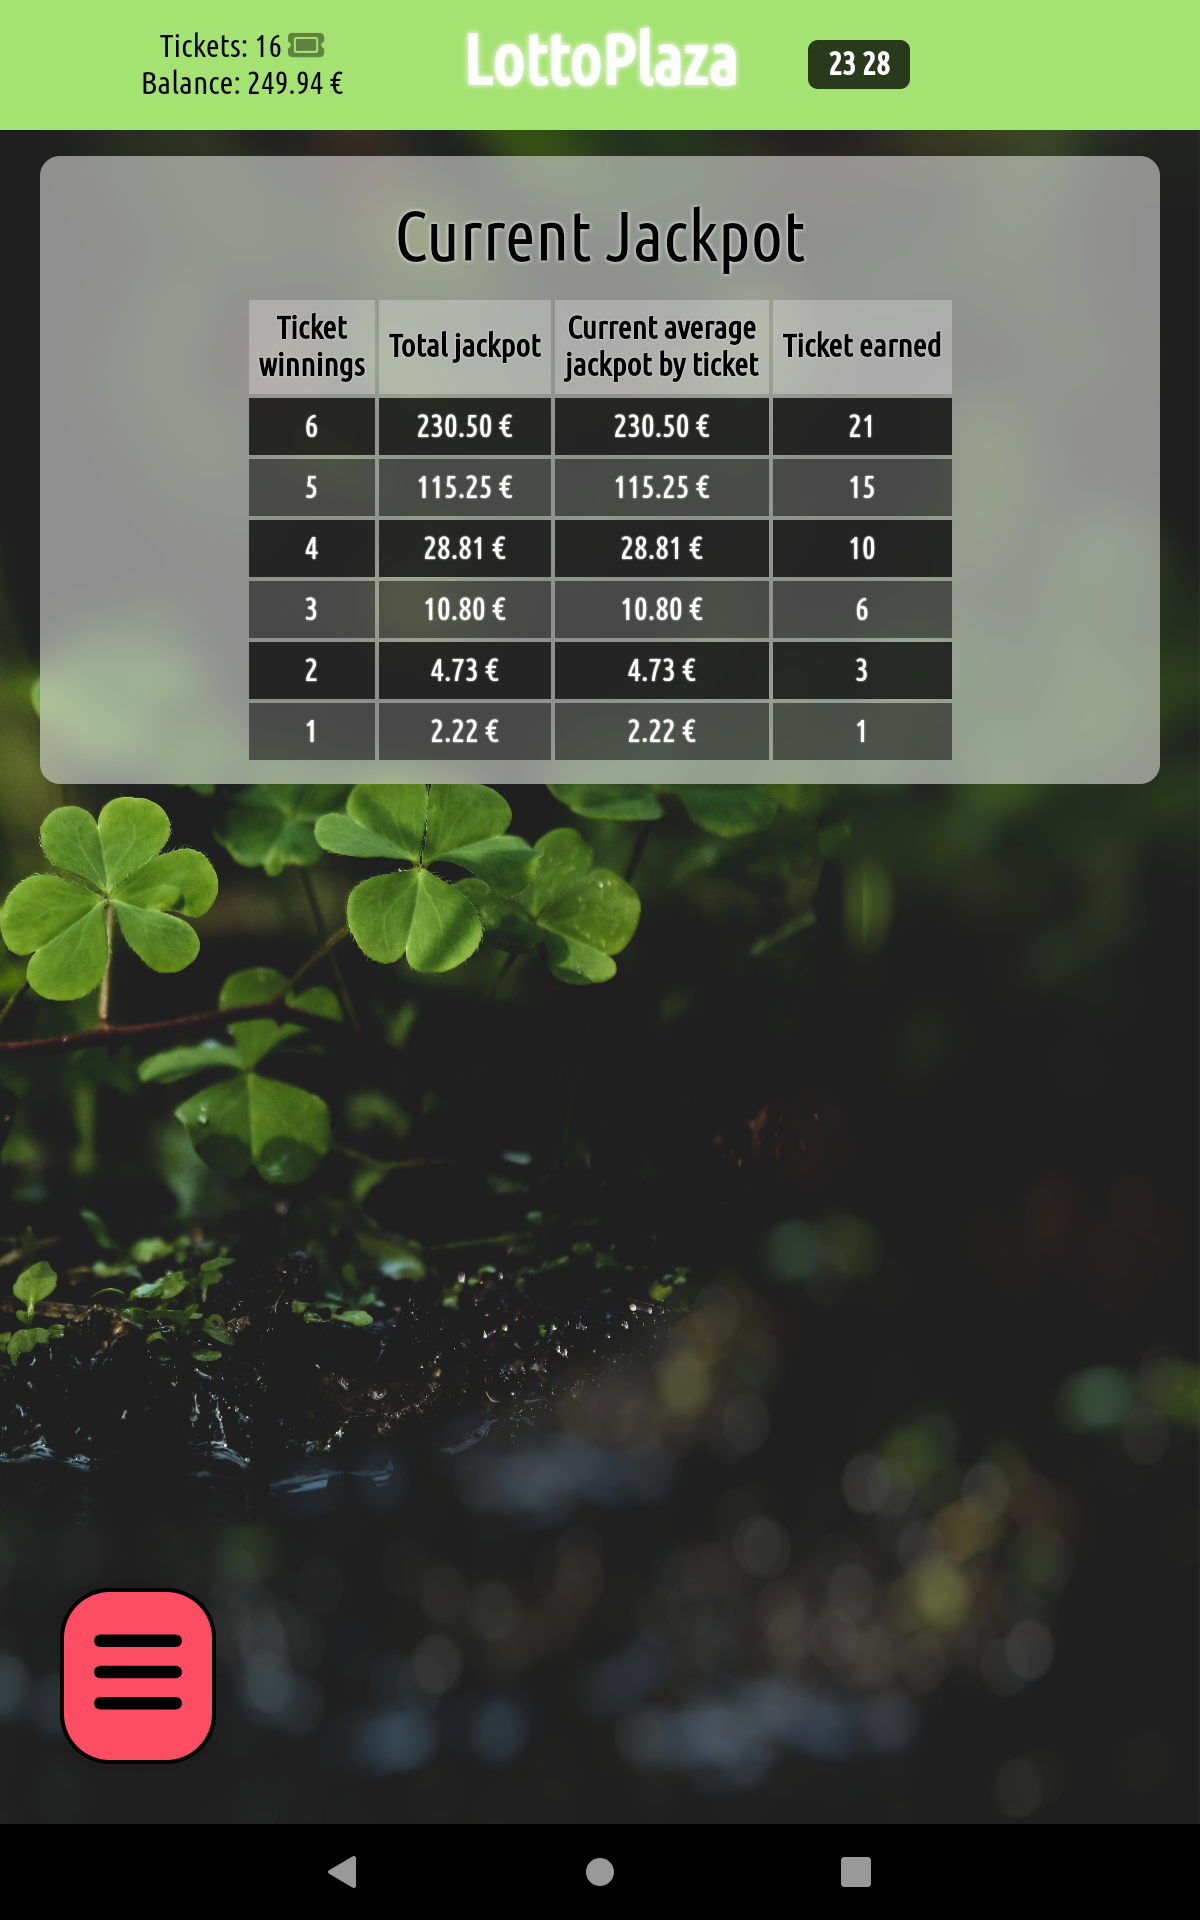 Tickets: 16
Balance: 249.94 €
LottoPlaza
23 28
Current Jackpot
Ticket winnings Total jackpot Current average jackpot by ticket Ticket earned
6 230.50 € 230.50 € 21
5 115.25 € 115.25 € 15
4 28.81 € 28.81 € 10
3 10.80 € 10.80 € 6
2 4.73 € 4.73 € 3
1 2.22 € 2.22 € 1